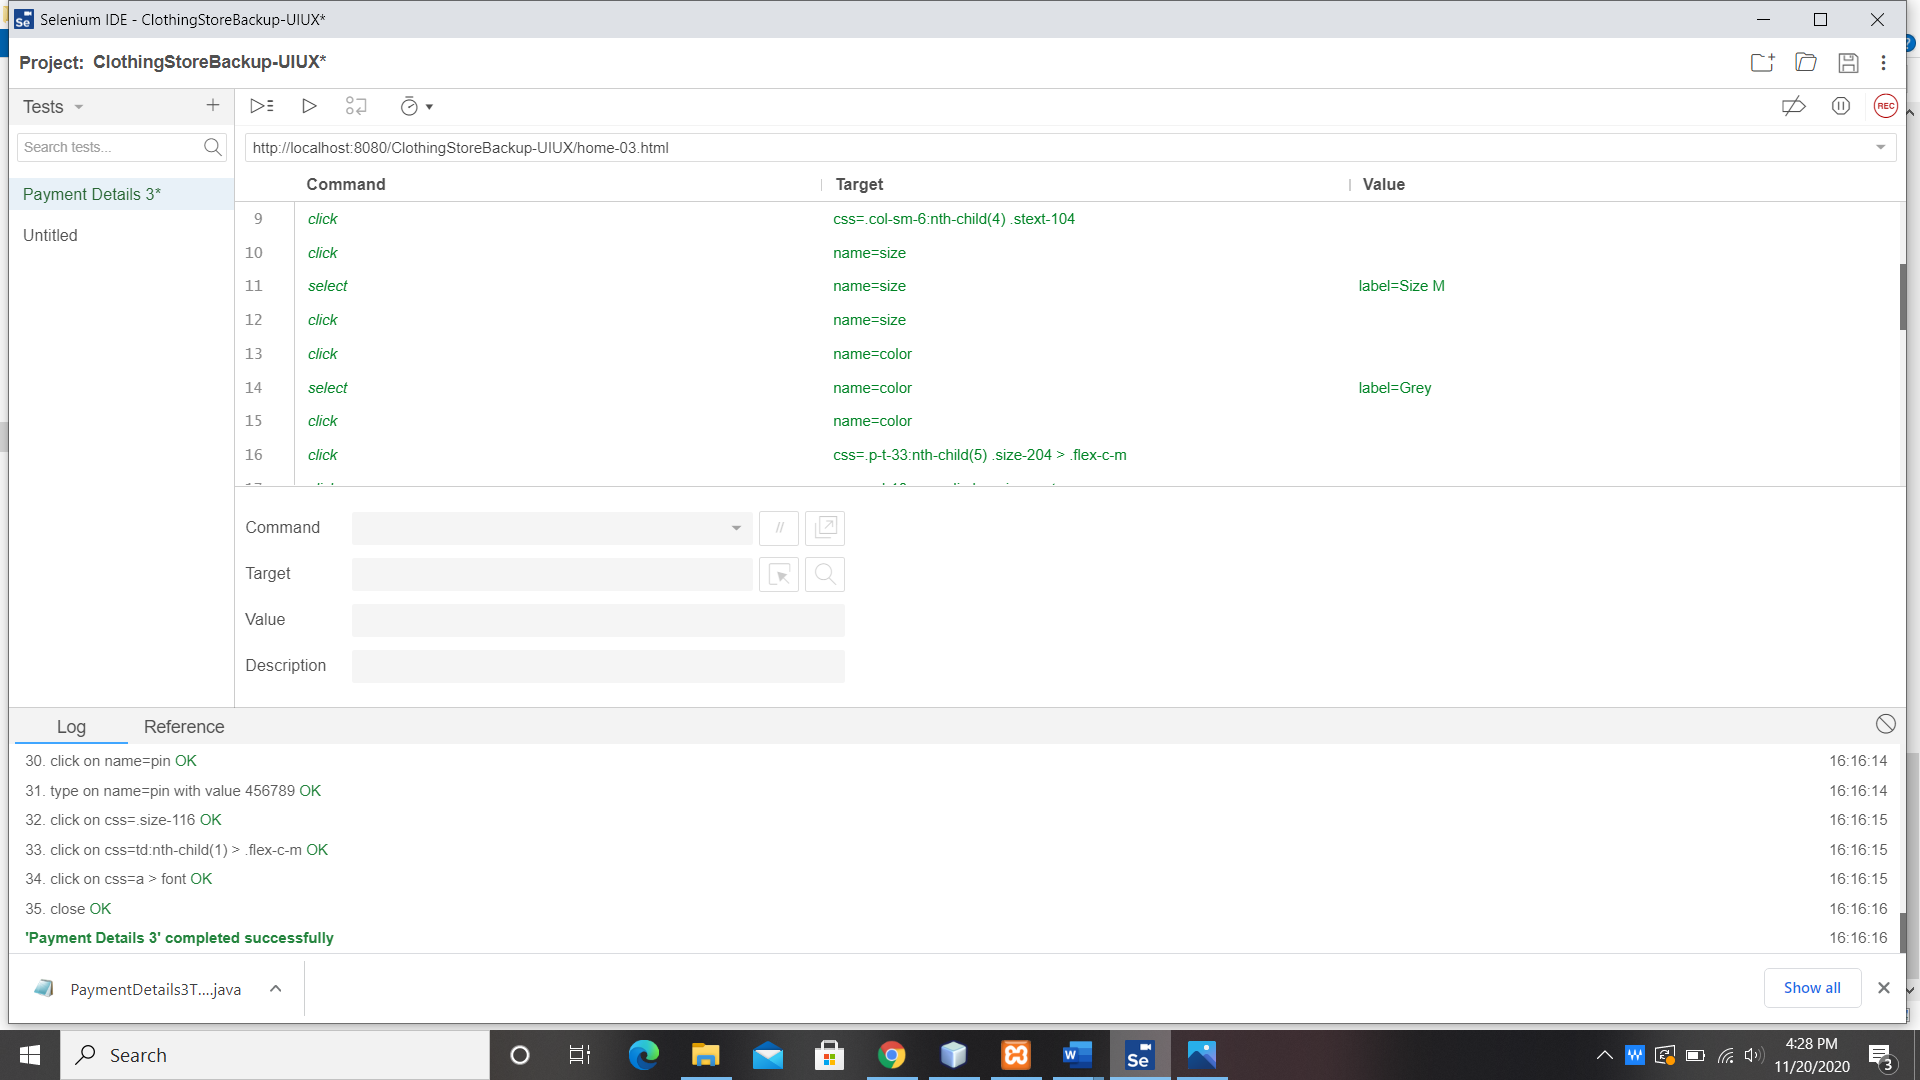 Selenium IDE - ClothingStoreBackup-UIUX*
Project: ClothingStoreBackup-UIUX*
Tests
REC
Search tests...
http://localhost:8080/ClothingStoreBackup-UIUX/home-03.html
Payment Details 3*
Untitled
Command Target Value
9 click css=.col-sm-6:nth-child(4) .stext-104
10 click name=size
11 select name=size label=Size M
12 click name=size
13 click name=color
14 select name=color label=Grey
15 click name=color
16 click css=.p-t-33:nth-child(5) .size-204 > .flex-c-m
Command //
Target
Value
Description
Log Reference
30. click on name=pin OK 16:16:14
31. type on name=pin with value 456789 OK 16:16:14
32. click on css=.size-116 OK 16:16:15
33. click on css=td:nth-child(1) > .flex-c-m OK 16:16:15
34. click on css=a > font OK 16:16:15
35. close OK 16:16:16
'Payment Details 3' completed successfully 16:16:16
PaymentDetails3T....java
Show all
Search
4:28 PM
11/20/2020
3